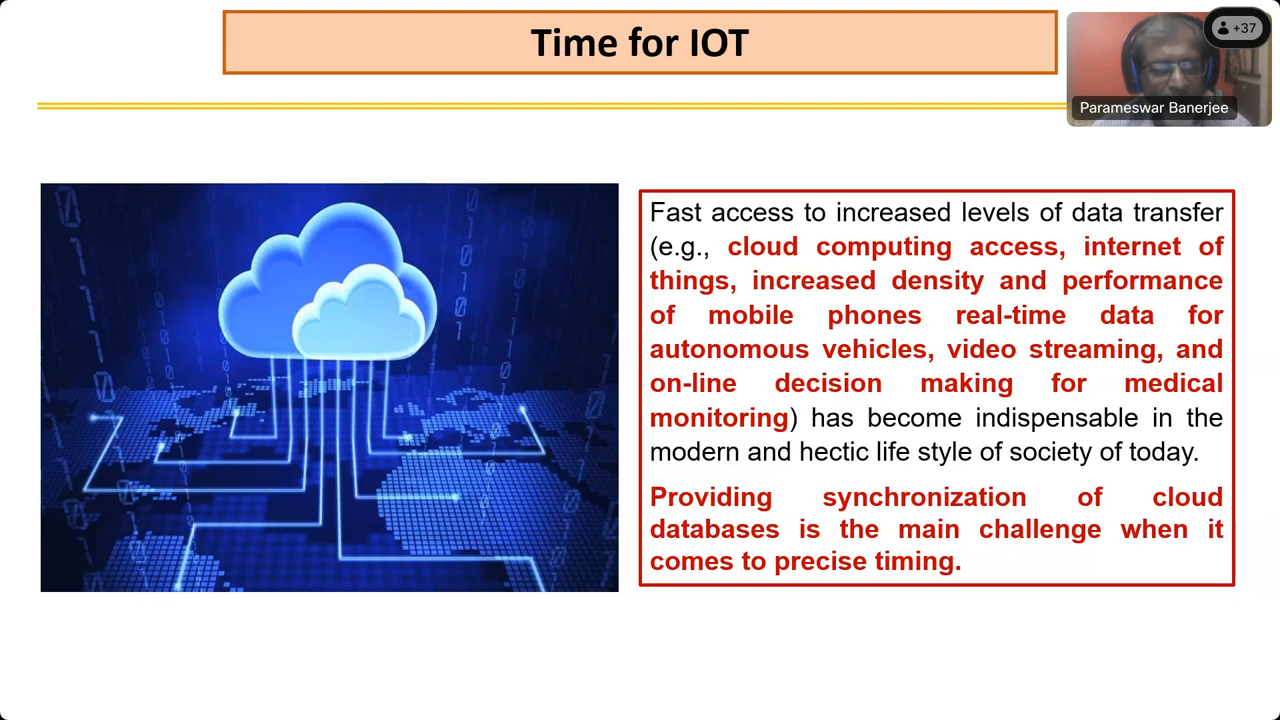 Time for IOT
+37
Parameswar Banerjee
Fast access to increased levels of data transfer
(e.g., cloud computing access, internet of
things, increased density and performance
of mobile phones real-time data for
autonomous vehicles, video streaming, and
on-line decision making for medical
monitoring) has become indispensable in the
modern and hectic life style of society of today.
Providing synchronization of cloud
databases is the main challenge when it
comes to precise timing.